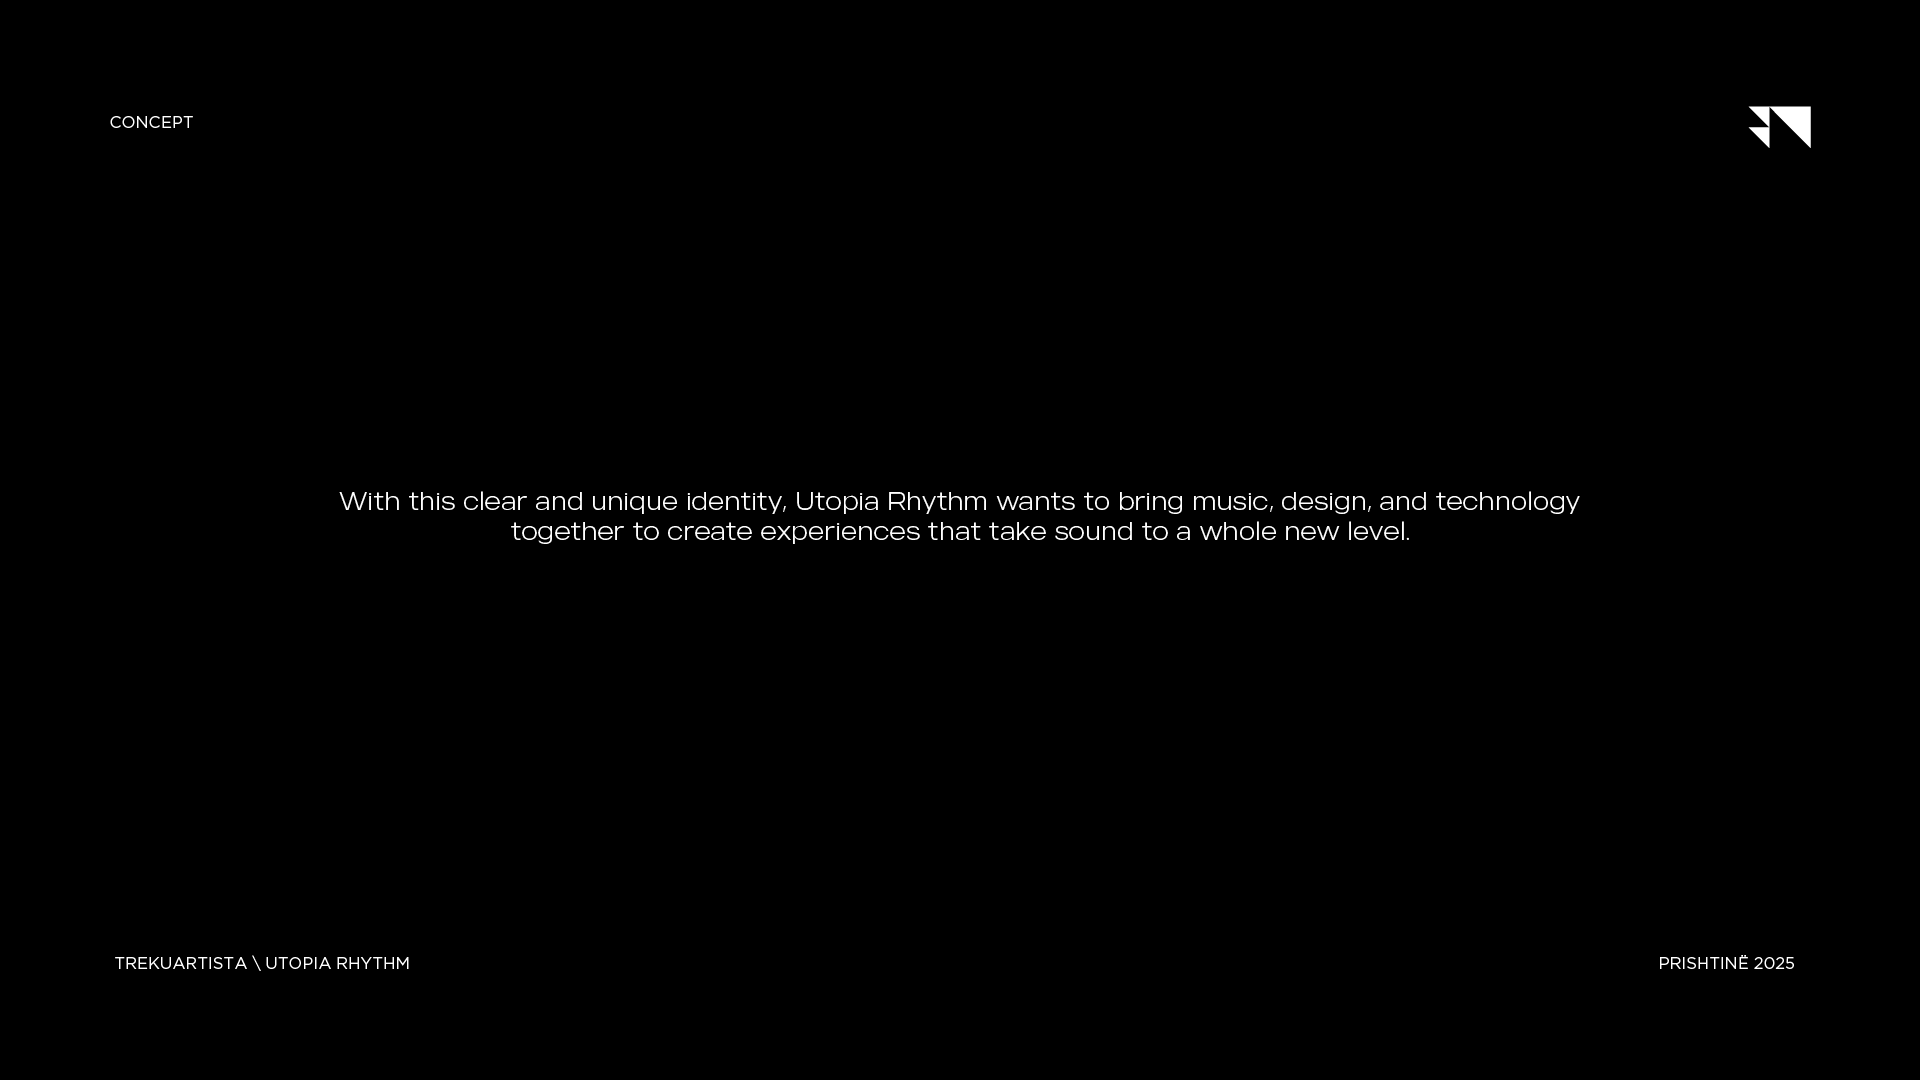 CONCEPT
With this clear and unique identity, Utopia Rhythm wants to bring music, design, and technology
together to create experiences that take sound to a whole new level.
TREKUARTISTA \ UTOPIA RHYTHM
PRISHTINË 2025